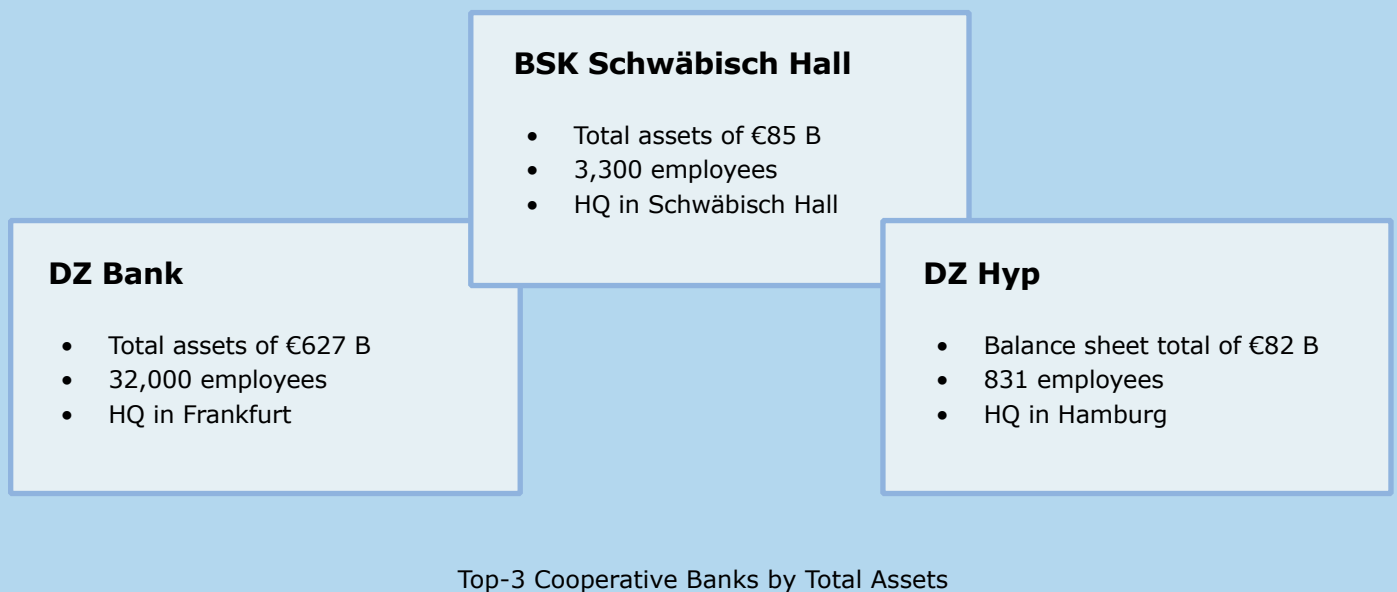 BSK Schwäbisch Hall
• Total assets of €85 B
• 3,300 employees
• HQ in Schwäbisch Hall
DZ Bank
• Total assets of €627 B
• 32,000 employees
• HQ in Frankfurt
DZ Hyp
• Balance sheet total of €82 B
• 831 employees
• HQ in Hamburg
Top-3 Cooperative Banks by Total Assets